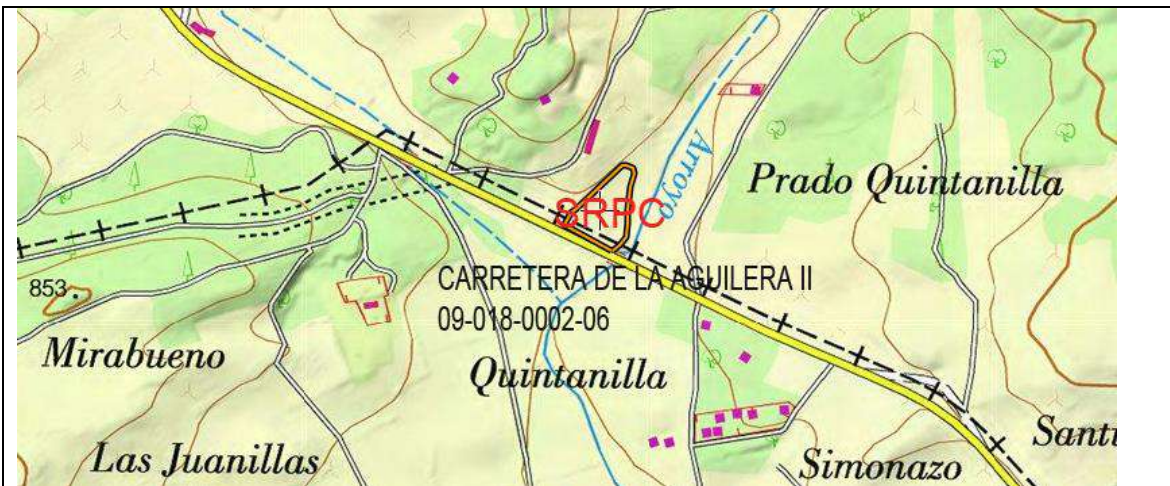 Arroyo
Prado Quintanilla
SRPC
CARRETERA DE LA AGUILERA II
09-018-0002-06
853
Mirabueno
Quintanilla
Las Juanillas
Simonazo
Santi